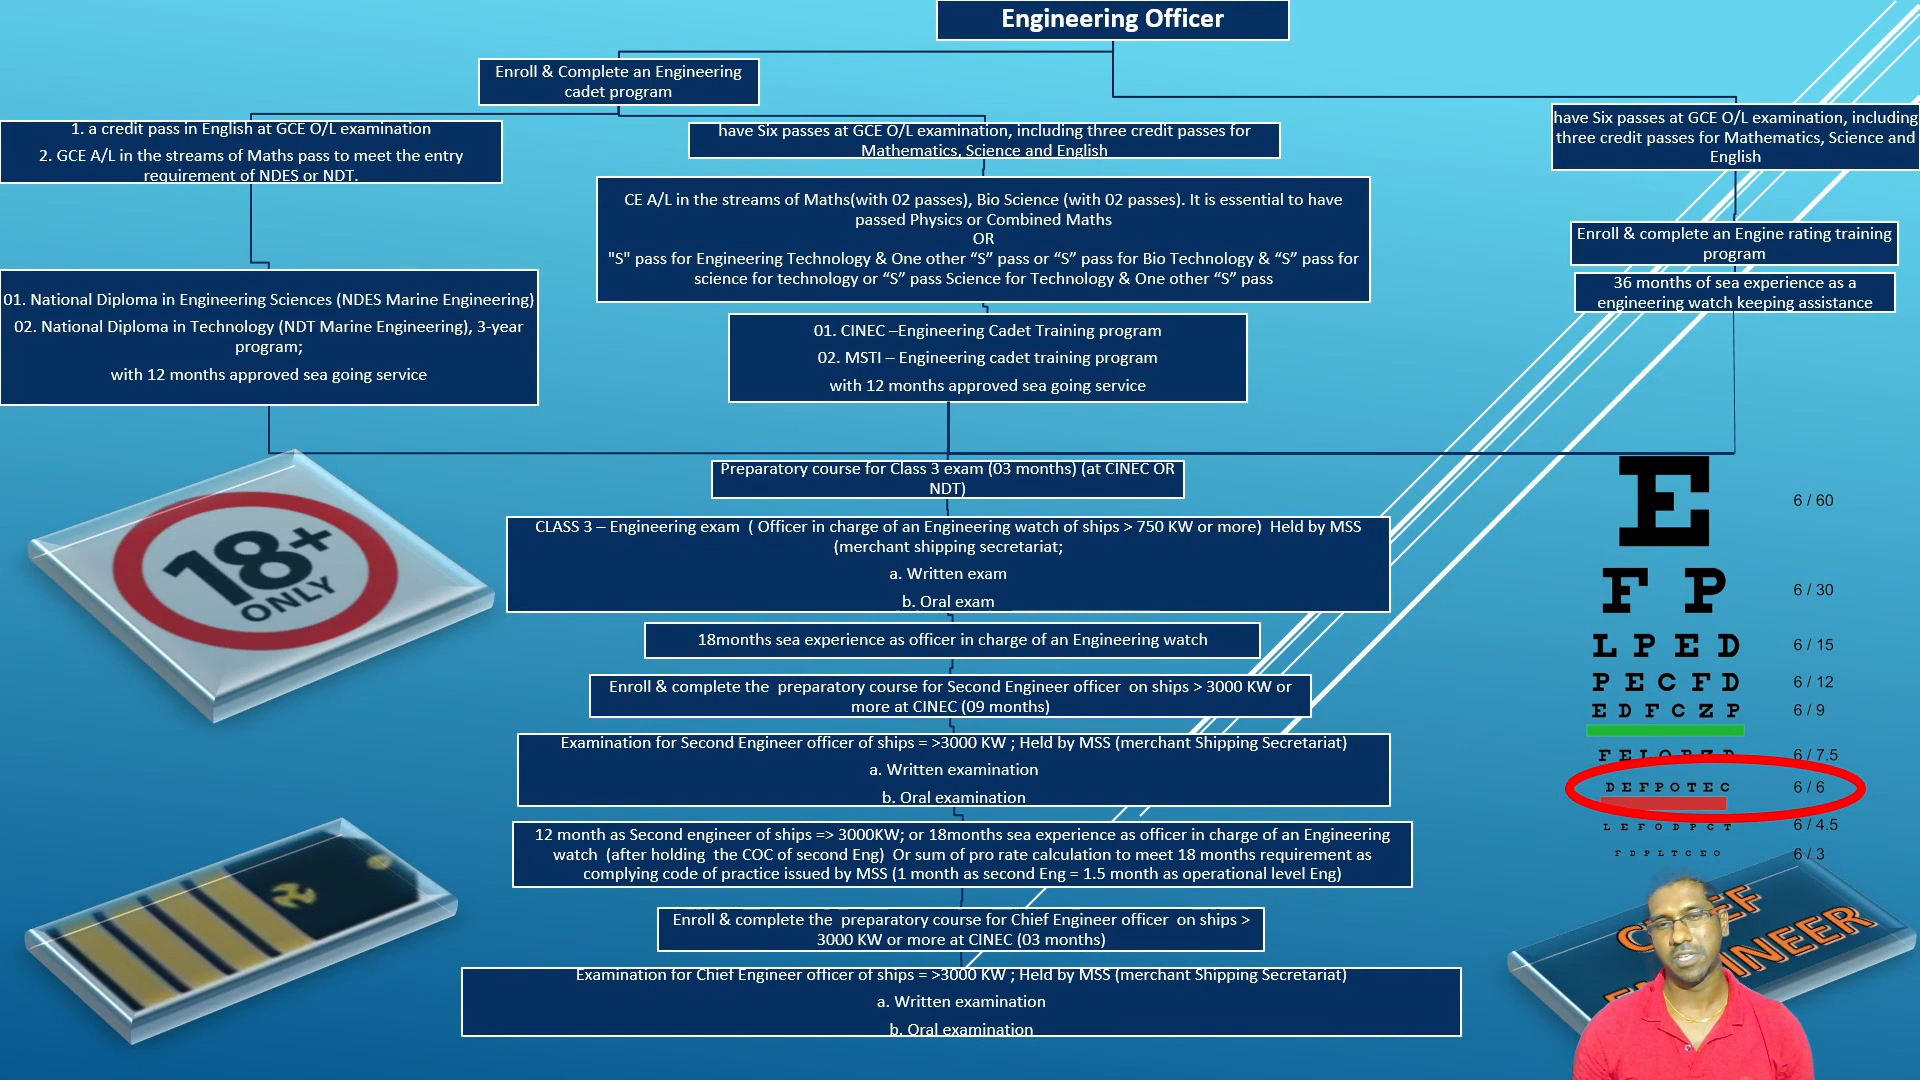 Engineering Officer
Enroll & Complete an Engineering
cadet program
1. a credit pass in English at GCE O/L examination
2. GCE A/L in the streams of Maths pass to meet the entry
requirement of NDES or NDT.
have Six passes at GCE O/L examination, including three credit passes for
Mathematics, Science and English
have Six passes at GCE O/L examination, including
three credit passes for Mathematics, Science and
English
CE A/L in the streams of Maths(with 02 passes), Bio Science (with 02 passes). It is essential to have
passed Physics or Combined Maths
OR
"S" pass for Engineering Technology & One other “S” pass or “S” pass for Bio Technology & “S” pass for
science for technology or “S” pass Science for Technology & One other “S” pass
Enroll & complete an Engine rating training
program
36 months of sea experience as a
engineering watch keeping assistance
01. National Diploma in Engineering Sciences (NDES Marine Engineering)
02. National Diploma in Technology (NDT Marine Engineering), 3-year
program;
with 12 months approved sea going service
01. CINEC –Engineering Cadet Training program
02. MSTI – Engineering cadet training program
with 12 months approved sea going service
Preparatory course for Class 3 exam (03 months) (at CINEC OR
NDT)
CLASS 3 – Engineering exam ( Officer in charge of an Engineering watch of ships > 750 KW or more) Held by MSS
(merchant shipping secretariat;
a. Written exam
b. Oral exam
18months sea experience as officer in charge of an Engineering watch
Enroll & complete the preparatory course for Second Engineer officer on ships > 3000 KW or
more at CINEC (09 months)
Examination for Second Engineer officer of ships = >3000 KW ; Held by MSS (merchant Shipping Secretariat)
a. Written examination
b. Oral examination
12 month as Second engineer of ships => 3000KW; or 18months sea experience as officer in charge of an Engineering
watch (after holding the COC of second Eng) Or sum of pro rate calculation to meet 18 months requirement as
complying code of practice issued by MSS (1 month as second Eng = 1.5 month as operational level Eng)
Enroll & complete the preparatory course for Chief Engineer officer on ships >
3000 KW or more at CINEC (03 months)
Examination for Chief Engineer officer of ships = >3000 KW ; Held by MSS (merchant Shipping Secretariat)
a. Written examination
b. Oral examination
18+
ONLY
E 6 / 60
F P 6 / 30
L P E D 6 / 15
P E C F D 6 / 12
E D F C Z P 6 / 9
F E L O P Z D 6 / 7.5
D E F P O T E C 6 / 6
L E F O D P C T 6 / 4.5
F D P L T C E O 6 / 3